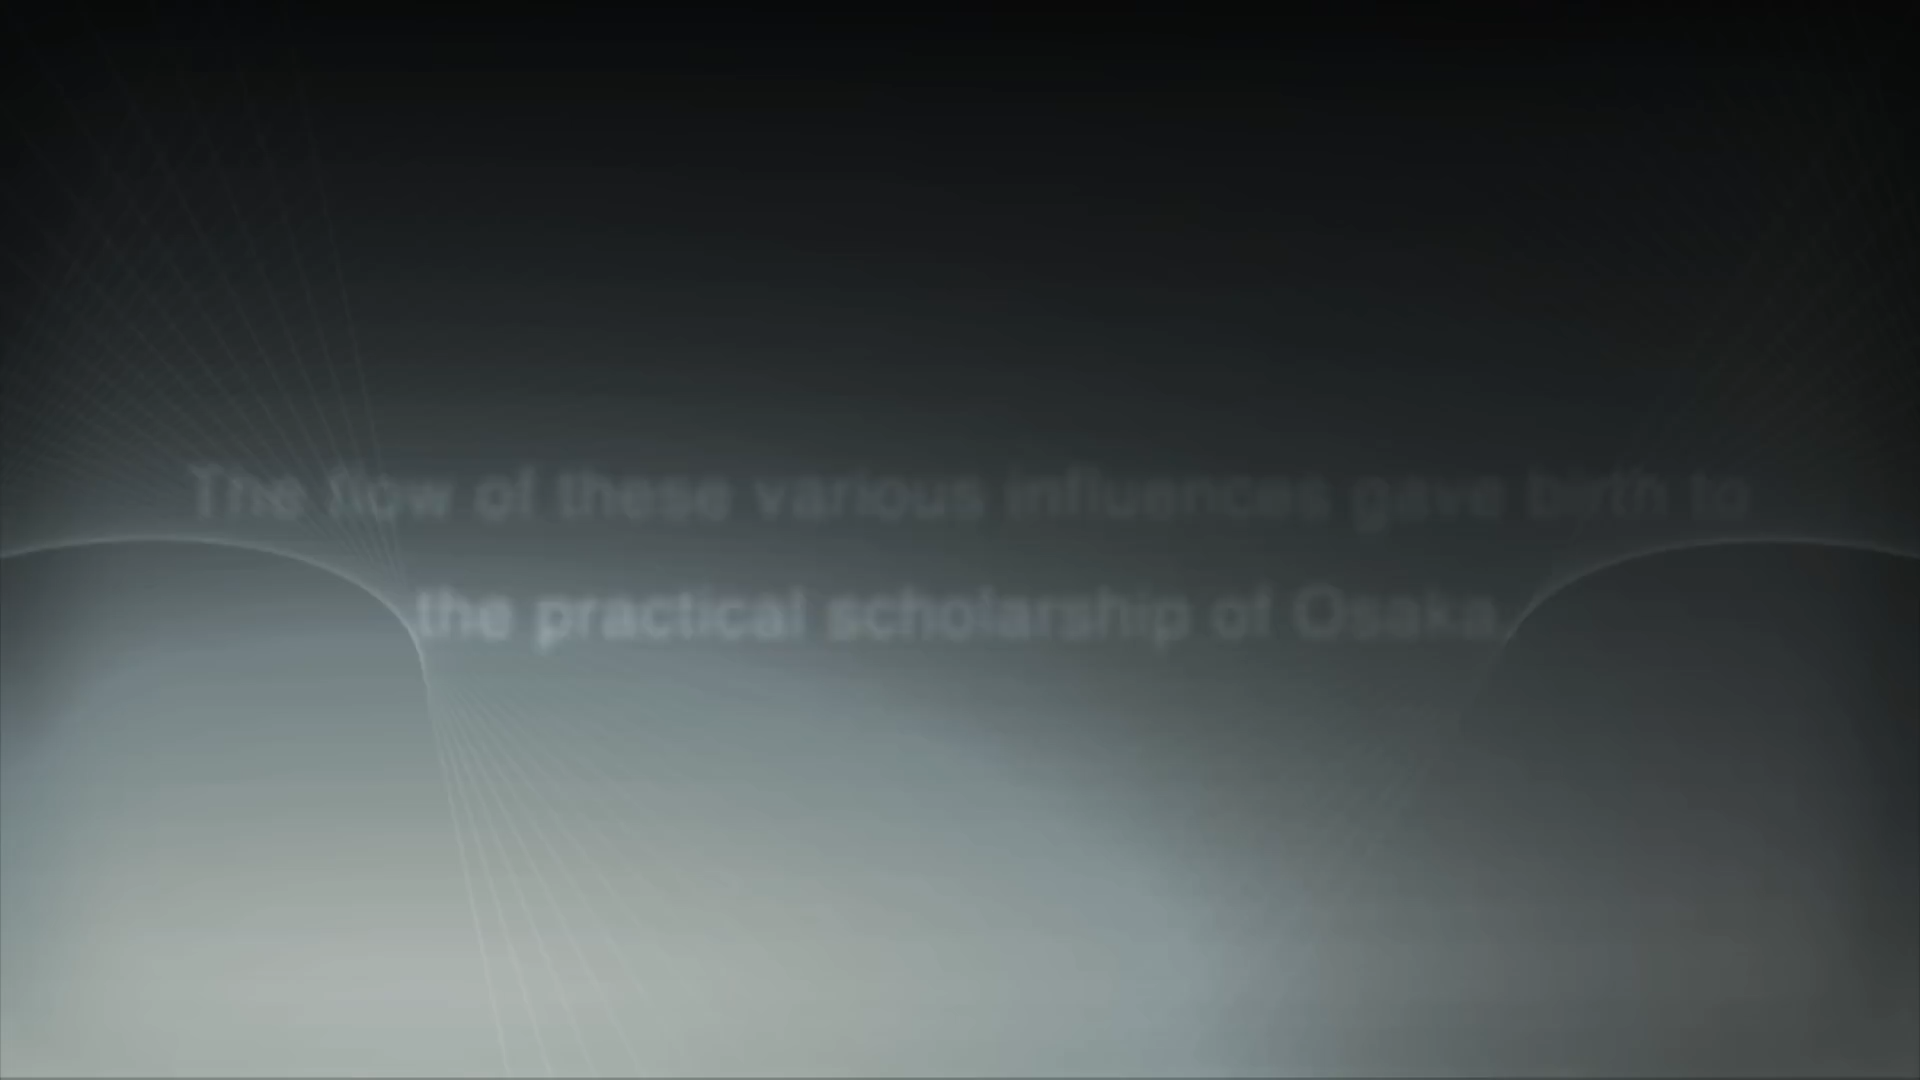 The flow of these various influences gave birth to
the practical scholarship of Osaka.